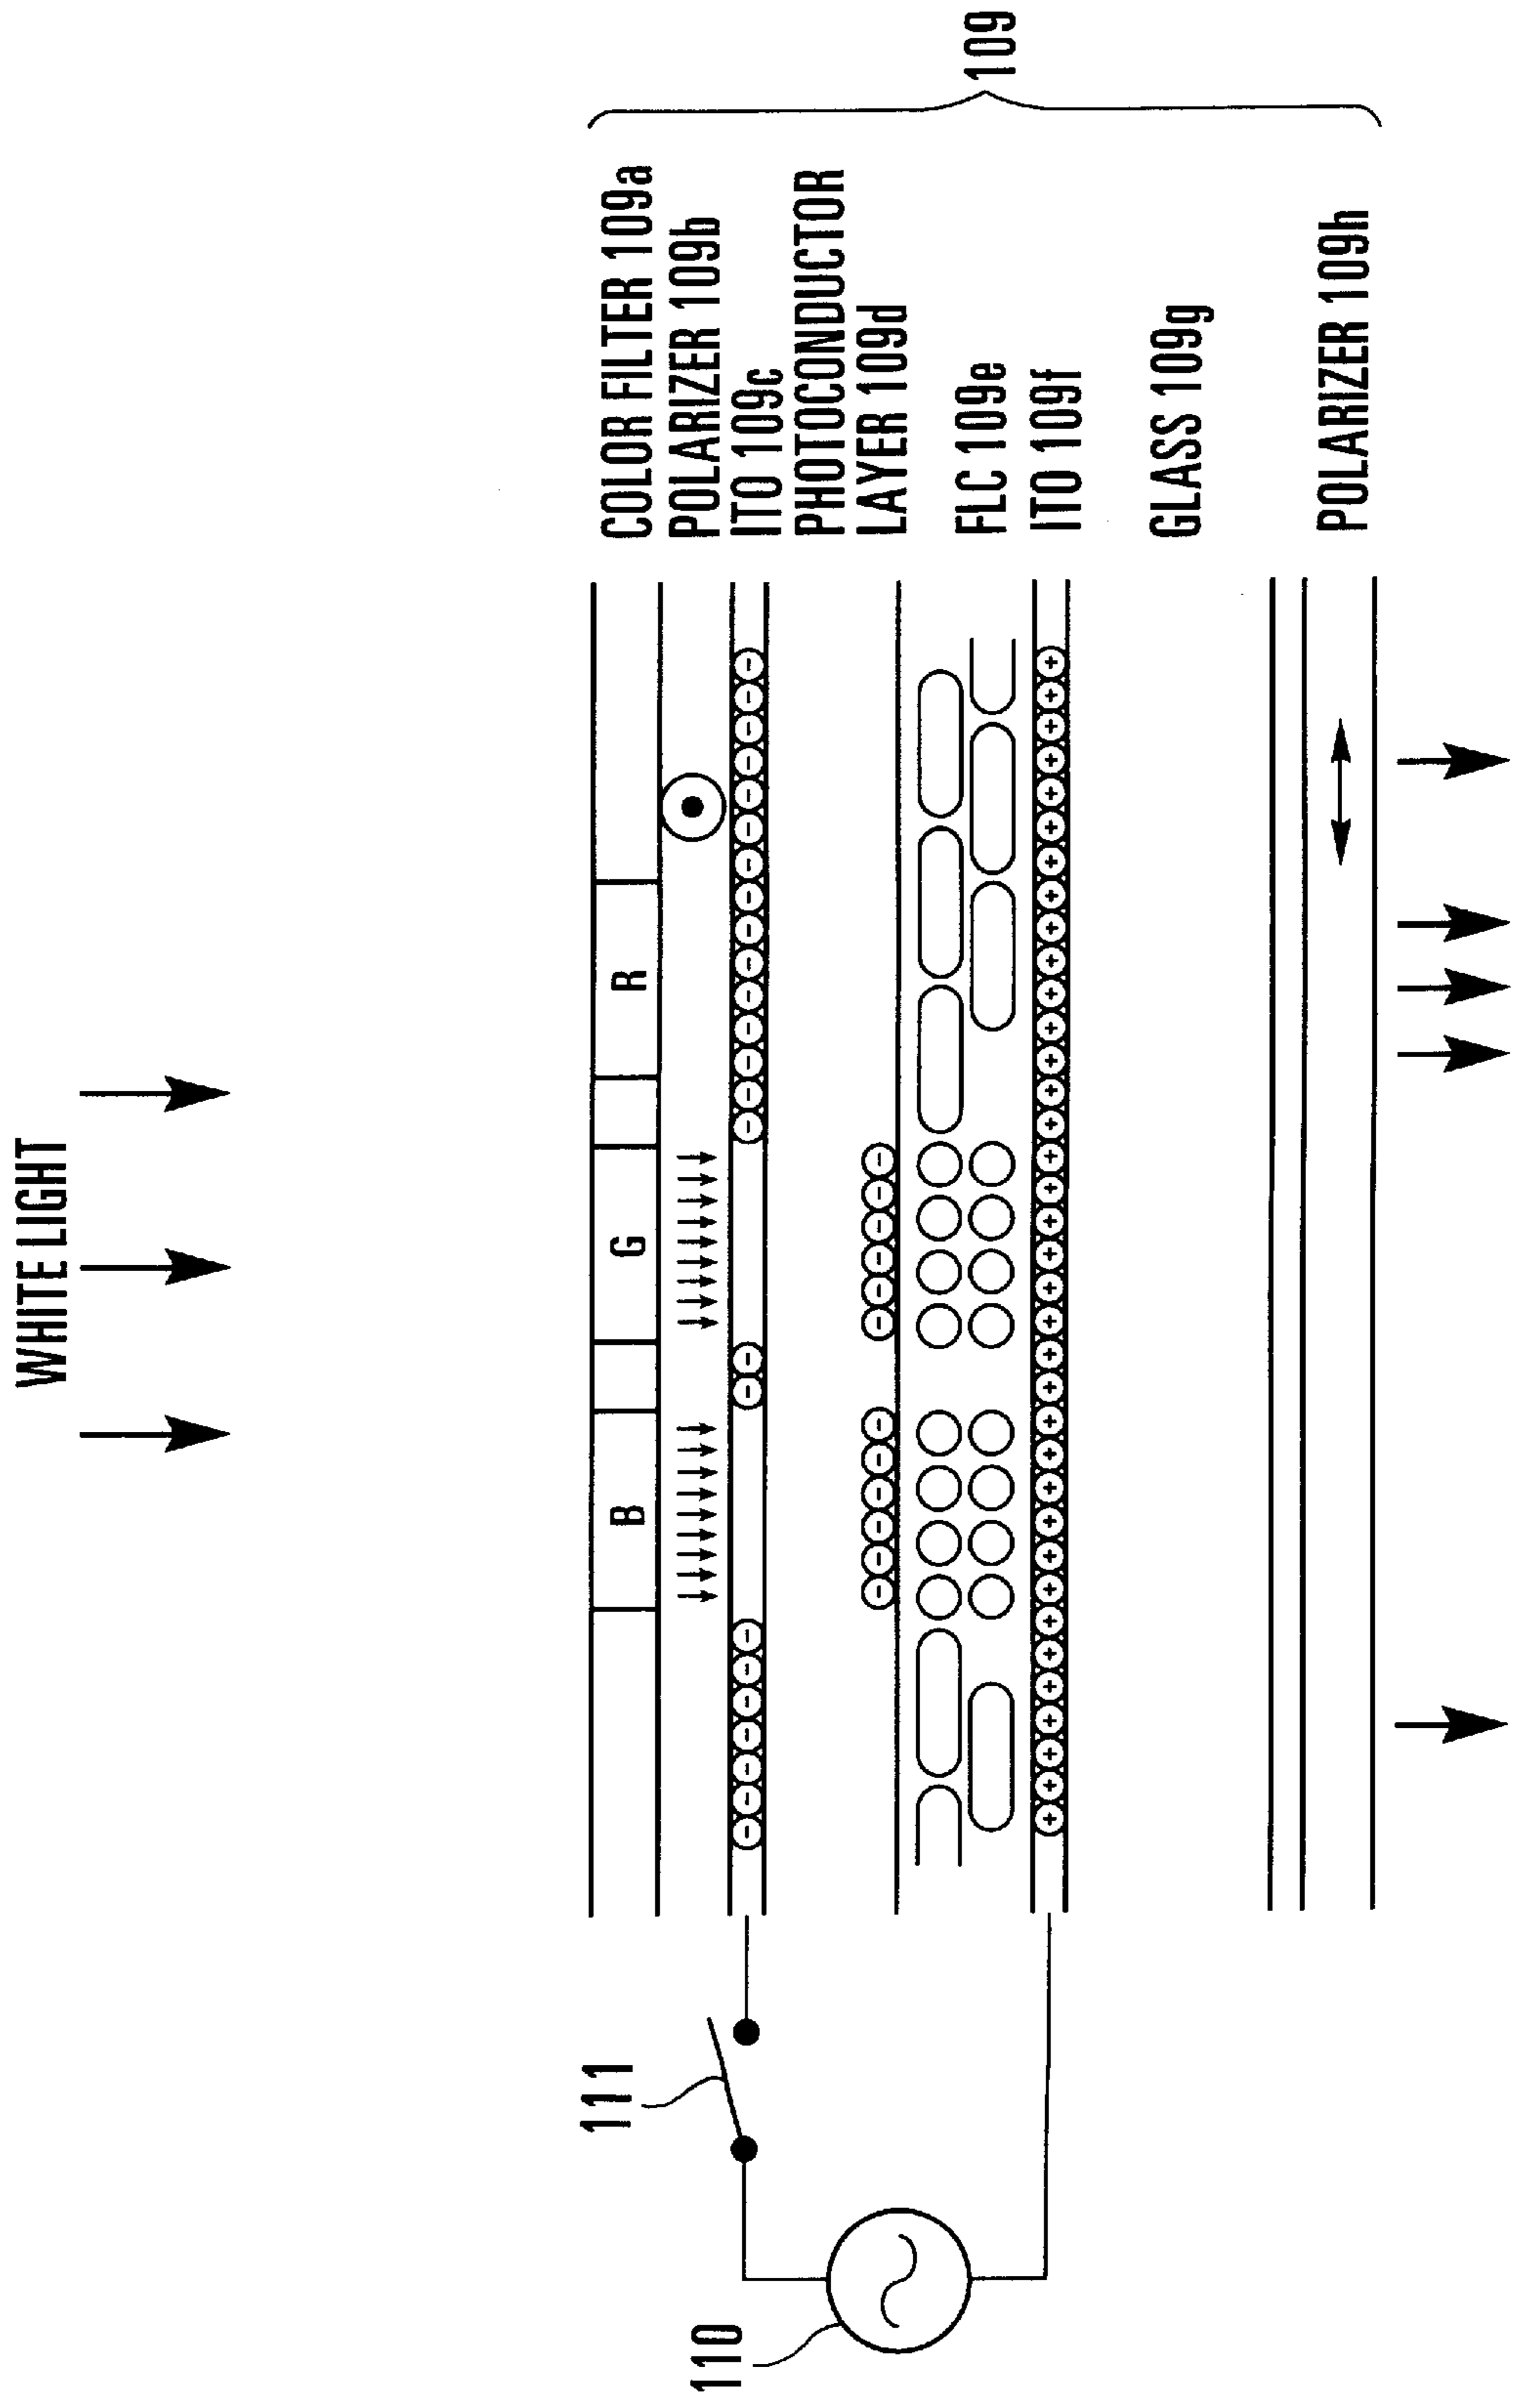 WHITE LIGHT
B
G
R
COLOR FILTER 109a
POLARIZER 109b
ITO 109c
PHOTOCONDUCTOR
LAYER 109d
FLC 109e
ITO 109f
GLASS 109g
POLARIZER 109h
109
110
111